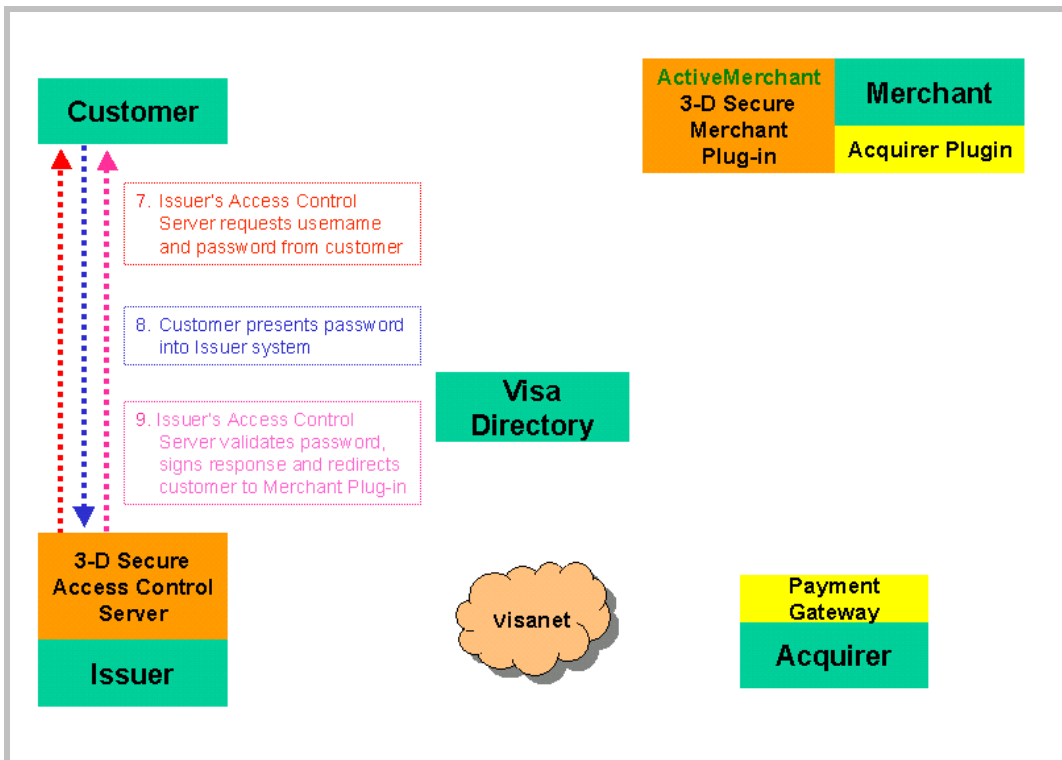 Customer
ActiveMerchant
3-D Secure
Merchant
Plug-in
Merchant
Acquirer Plugin
7. Issuer's Access Control
Server requests username
and password from customer
8. Customer presents password
into Issuer system
9. Issuer's Access Control
Server validates password,
signs response and redirects
customer to Merchant Plug-in
Visa
Directory
3-D Secure
Access Control
Server
Issuer
Visanet
Payment
Gateway
Acquirer